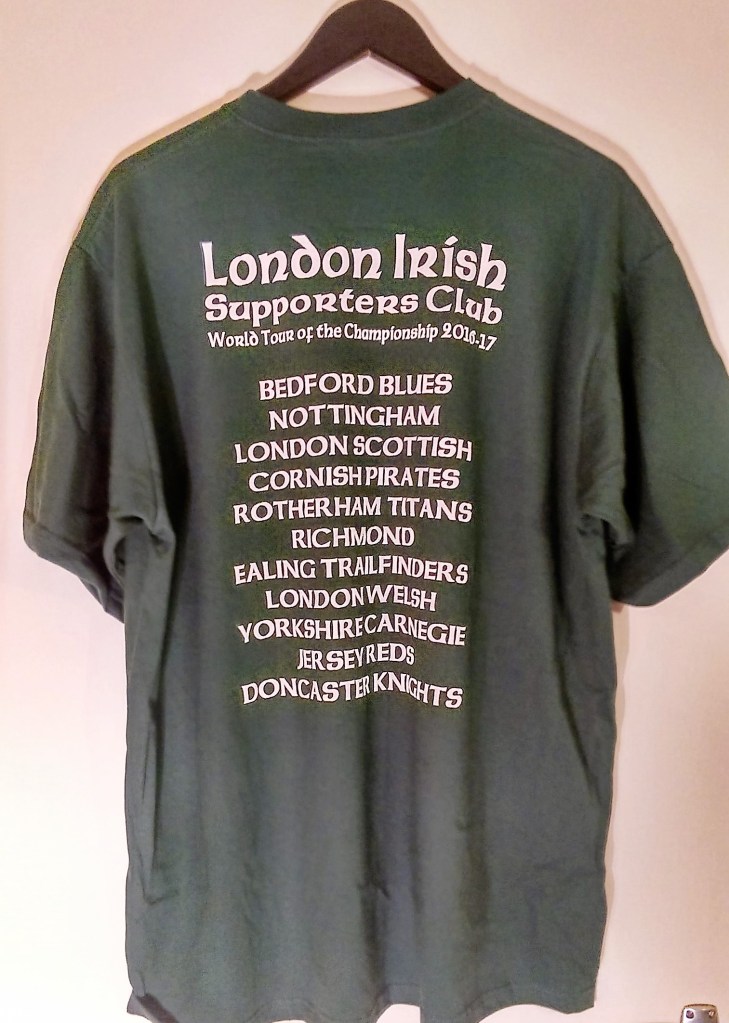 London Irish
Supporters Club
World Tour of the Championship 2016-17
BEDFORD BLUES
NOTTINGHAM
LONDON SCOTTISH
CORNISH PIRATES
ROTHERHAM TITANS
RICHMOND
EALING TRAILFINDERS
LONDON WELSH
YORKSHIRE CARNEGIE
JERSEY REDS
DONCASTER KNIGHTS